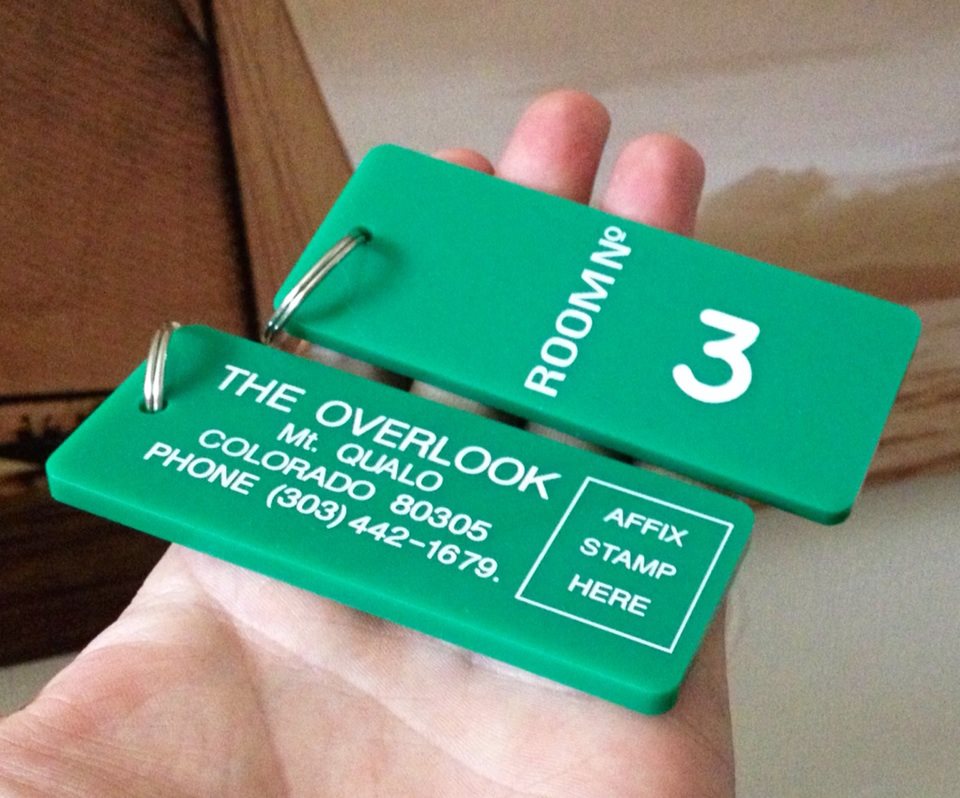 ROOM Nº
3
THE OVERLOOK
Mt. QUALO
COLORADO 80305
PHONE (303) 442-1679.
AFFIX
STAMP
HERE